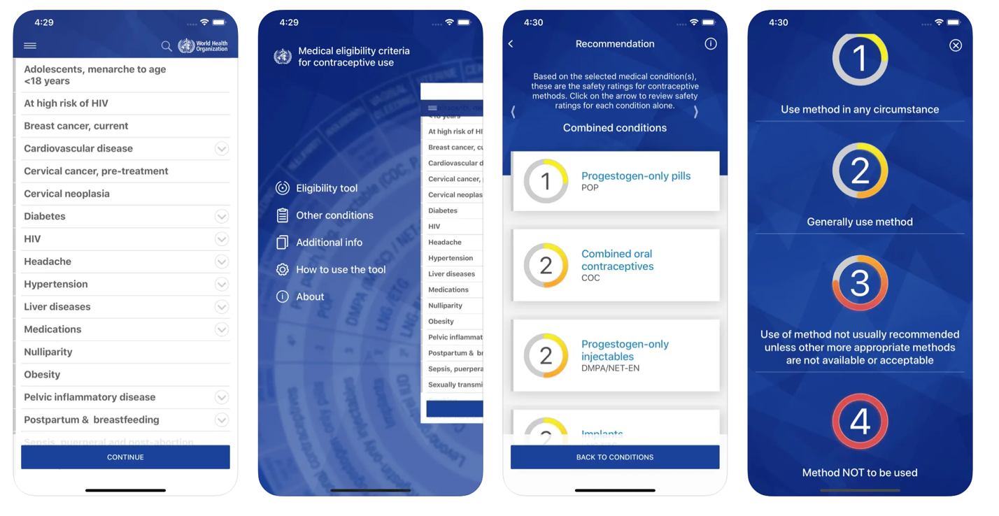 4:29
World Health
Organization
Adolescents, menarche to age
<18 years
At high risk of HIV
Breast cancer, current
Cardiovascular disease
Cervical cancer, pre-treatment
Cervical neoplasia
Diabetes
HIV
Headache
Hypertension
Liver diseases
Medications
Nulliparity
Obesity
Pelvic inflammatory disease
Postpartum & breastfeeding
Sepsis, puerperal and post-abortion
CONTINUE
4:29
Medical eligibility criteria
for contraceptive use
Eligibility tool
Other conditions
Additional info
How to use the tool
About
<18 years
At high risk of HI
Breast cancer, cu
Cardiovascular d
Cervical cancer,
Cervical neoplas
Diabetes
HIV
Headache
Hypertension
Liver diseases
Medications
Nulliparity
Obesity
Pelvic inflammat
Postpartum & br
Sepsis, puerpera
Sexually transmi
4:30
Recommendation
Based on the selected medical condition(s),
these are the safety ratings for contraceptive
methods. Click on the arrow to review safety
ratings for each condition alone.
Combined conditions
1
Progestogen-only pills
POP
2
Combined oral
contraceptives
COC
2
Progestogen-only
injectables
DMPA/NET-EN
2
Implants
BACK TO CONDITIONS
4:30
1
Use method in any circumstance
2
Generally use method
3
Use of method not usually recommended
unless other more appropriate methods
are not available or acceptable
4
Method NOT to be used